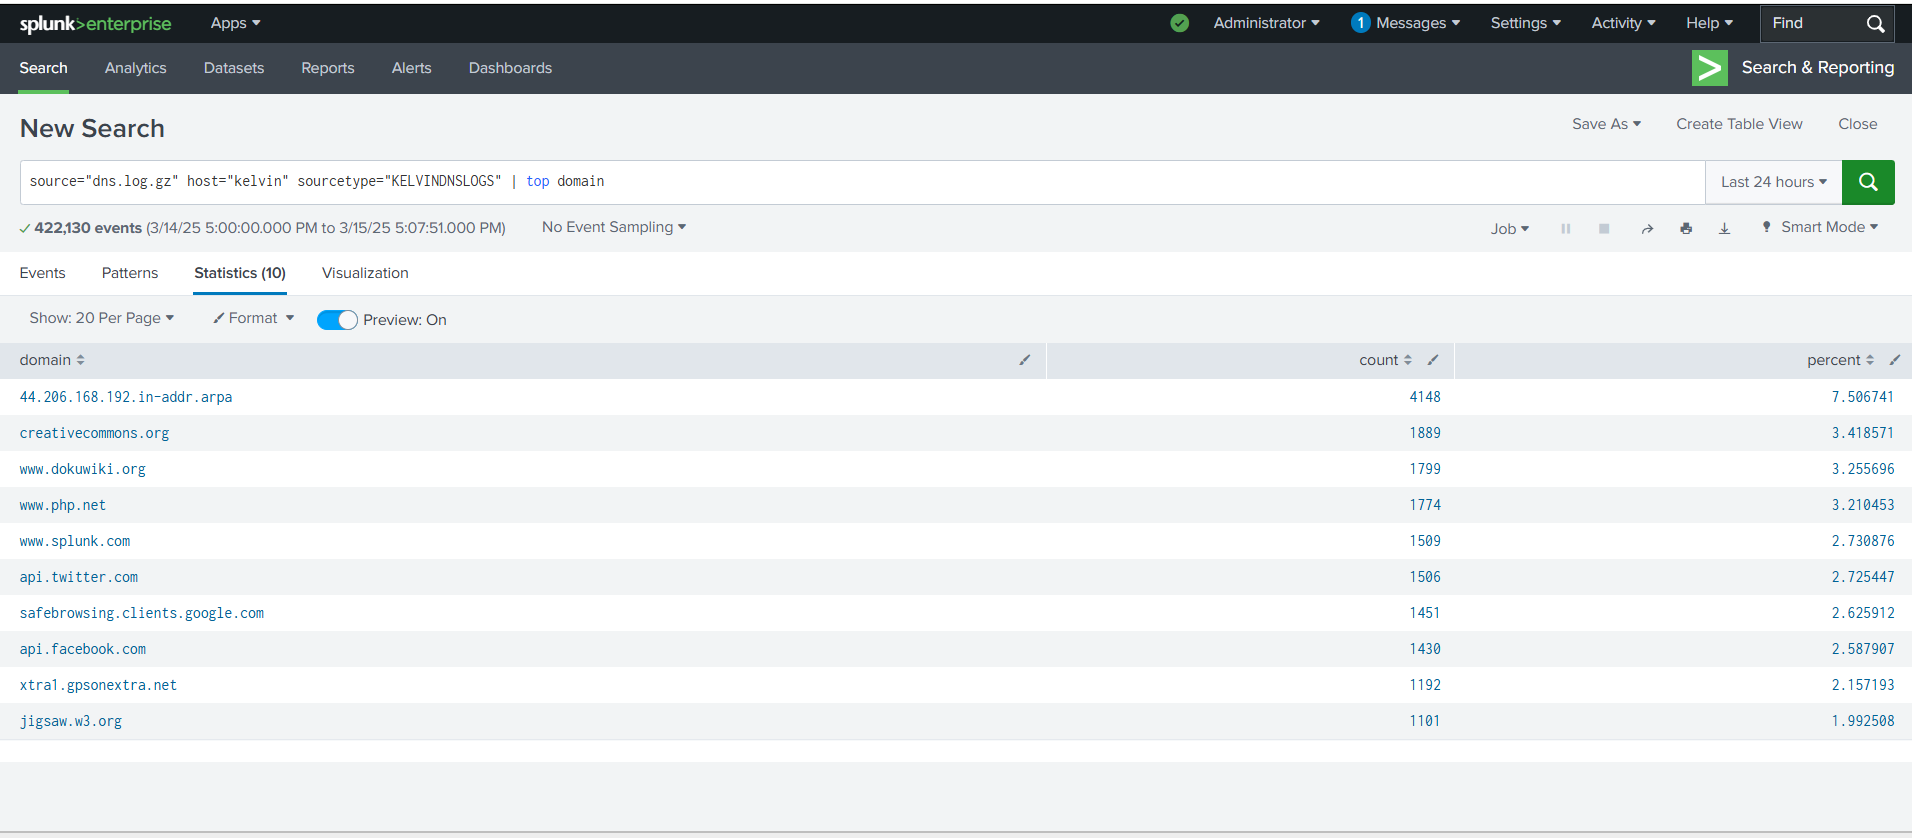 splunk>enterprise Apps Administrator 1 Messages Settings Activity Help Find
Search Analytics Datasets Reports Alerts Dashboards > Search & Reporting
New Search Save As Create Table View Close
source="dns.log.gz" host="kelvin" sourcetype="KELVINDNSLOGS" | top domain Last 24 hours
422,130 events (3/14/25 5:00:00.000 PM to 3/15/25 5:07:51.000 PM) No Event Sampling Job Smart Mode
Events Patterns Statistics (10) Visualization
Show: 20 Per Page Format Preview: On
domain count percent
44.206.168.192.in-addr.arpa 4148 7.506741
creativecommons.org 1889 3.418571
www.dokuwiki.org 1799 3.255696
www.php.net 1774 3.210453
www.splunk.com 1509 2.730876
api.twitter.com 1506 2.725447
safebrowsing.clients.google.com 1451 2.625912
api.facebook.com 1430 2.587907
xtra1.gpsonextra.net 1192 2.157193
jigsaw.w3.org 1101 1.992508